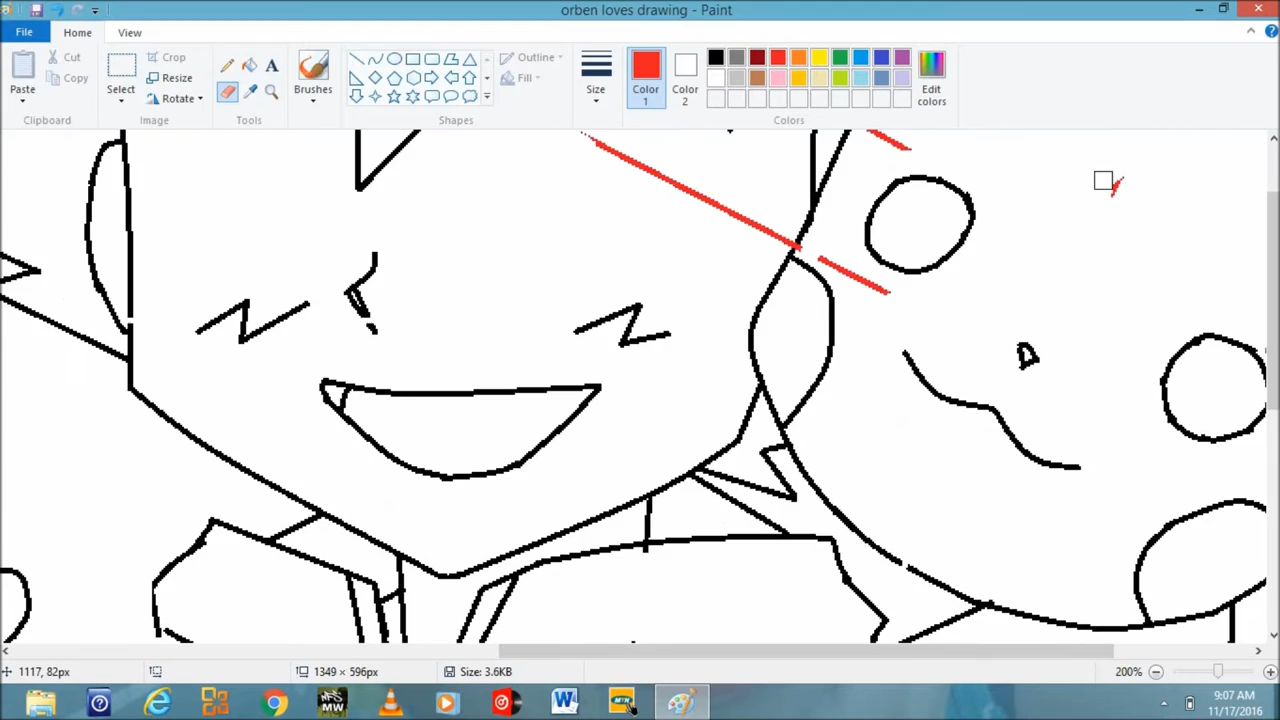 orben loves drawing - Paint
File
Home
View
Paste
Cut
Copy
Clipboard
Select
Crop
Resize
Rotate
Image
A
Tools
Brushes
Outline
Fill
Shapes
Size
Color
1
Color
2
Edit
colors
Colors
1117, 82px
1349 × 596px
Size: 3.6KB
200%
MW
W
MTN
9:07 AM
11/17/2016